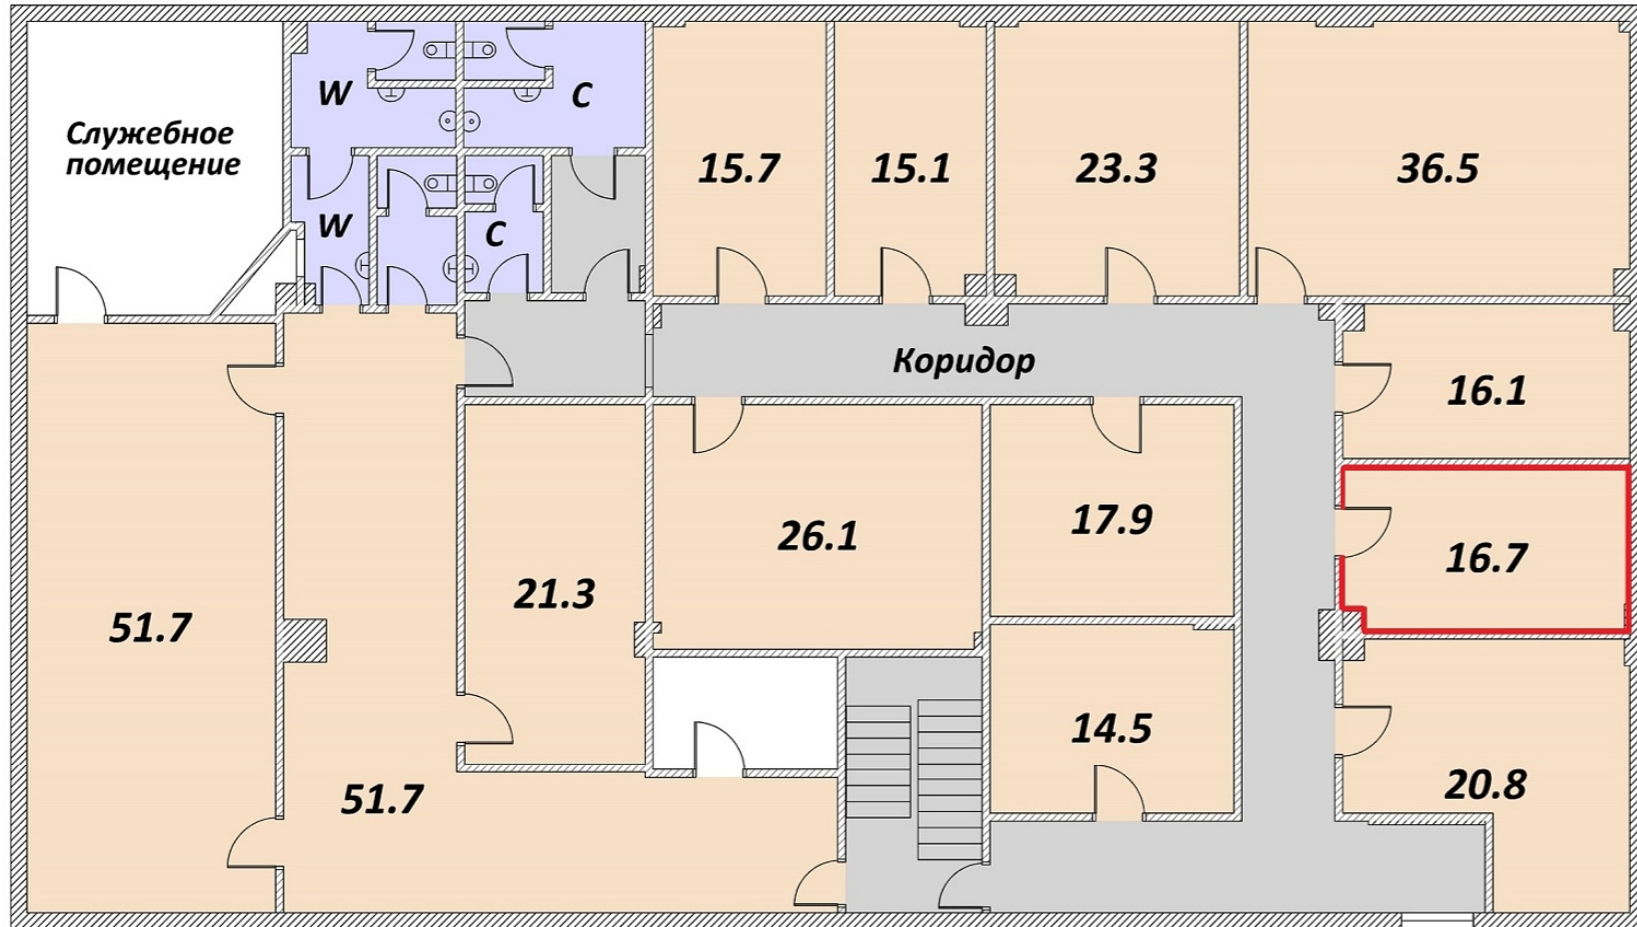 W
C
Служебное
помещение
15.7
15.1
23.3
36.5
W
C
Коридор
16.1
26.1
17.9
16.7
21.3
51.7
14.5
51.7
20.8